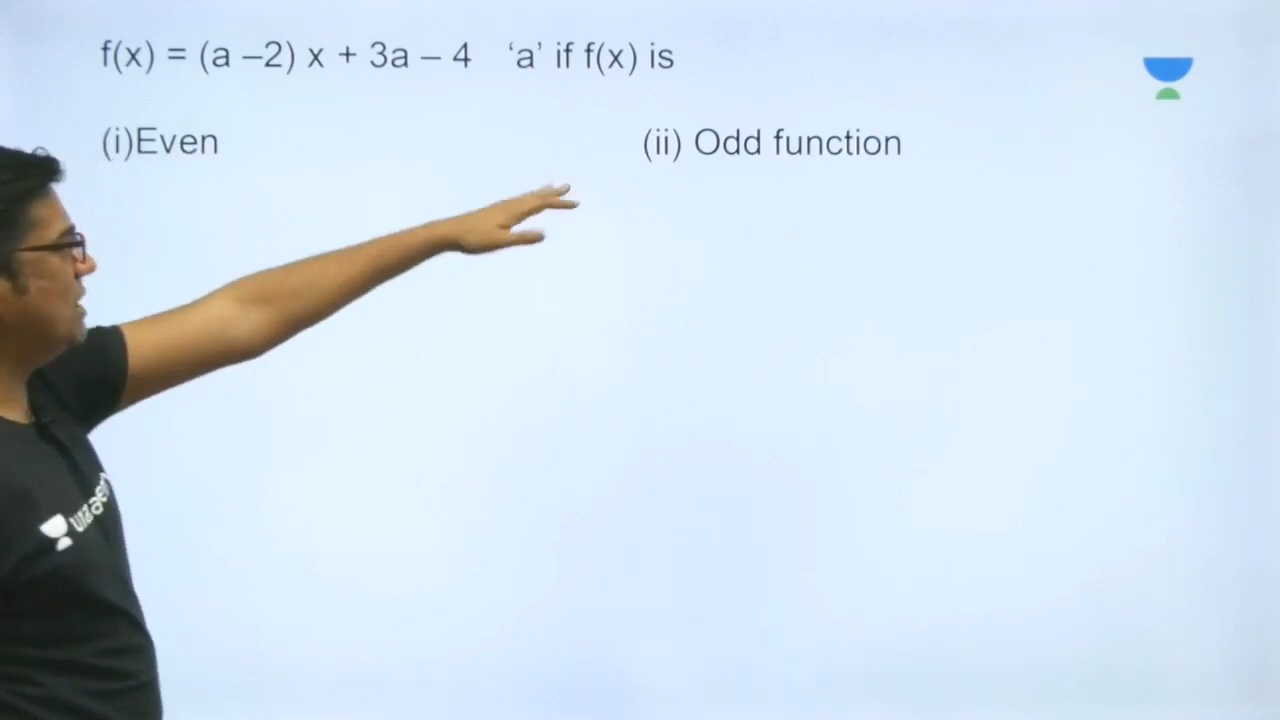 f(x) = (a –2) x + 3a – 4 ‘a’ if f(x) is
(i)Even
(ii) Odd function